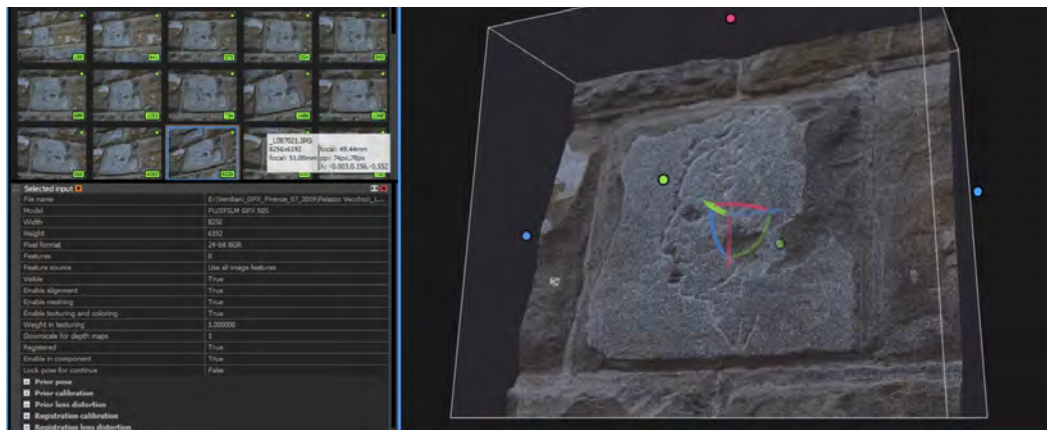 _L087021.JPG
8256x6192
focal: 49.44mm
focal: 51.00mm
pp: 74px,78px
Selected input
File name
Model
FUJIFILM GFX 50S
Width
8256
Height
6192
Pixel format
24-bit BGR
Features
0
Feature source
Use all image features
Visible
True
Enable alignment
True
Enable meshing
True
Enable texturing and coloring
True
Weight in texturing
1.000000
Downscale for depth maps
1
Registered
True
Enable in component
True
Lock pose for continue
False
Prior pose
Prior calibration
Prior lens distortion
Registration calibration
Registration lens distortion